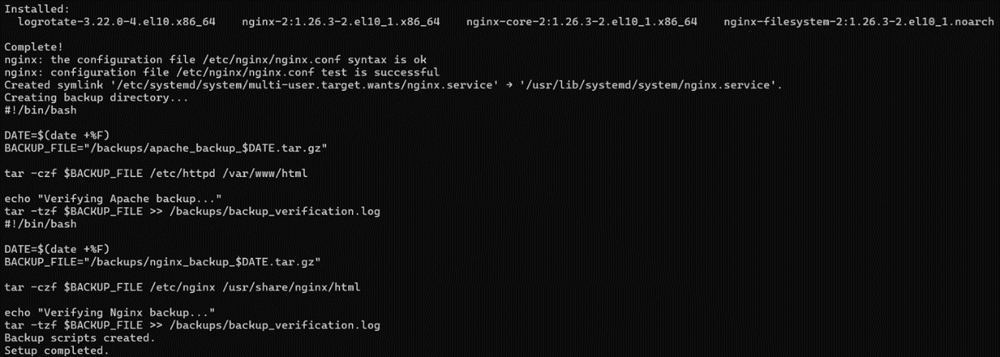 Installed:
logrotate-3.22.0-4.el10.x86_64 nginx-2:1.26.3-2.el10_1.x86_64 nginx-core-2:1.26.3-2.el10_1.x86_64 nginx-filesystem-2:1.26.3-2.el10_1.noarch
Complete!
nginx: the configuration file /etc/nginx/nginx.conf syntax is ok
nginx: configuration file /etc/nginx/nginx.conf test is successful
Created symlink '/etc/systemd/system/multi-user.target.wants/nginx.service' → '/usr/lib/systemd/system/nginx.service'.
Creating backup directory...
#!/bin/bash
DATE=$(date +%F)
BACKUP_FILE="/backups/apache_backup_$DATE.tar.gz"
tar -czf $BACKUP_FILE /etc/httpd /var/www/html
echo "Verifying Apache backup..."
tar -tzf $BACKUP_FILE >> /backups/backup_verification.log
#!/bin/bash
DATE=$(date +%F)
BACKUP_FILE="/backups/nginx_backup_$DATE.tar.gz"
tar -czf $BACKUP_FILE /etc/nginx /usr/share/nginx/html
echo "Verifying Nginx backup..."
tar -tzf $BACKUP_FILE >> /backups/backup_verification.log
Backup scripts created.
Setup completed.